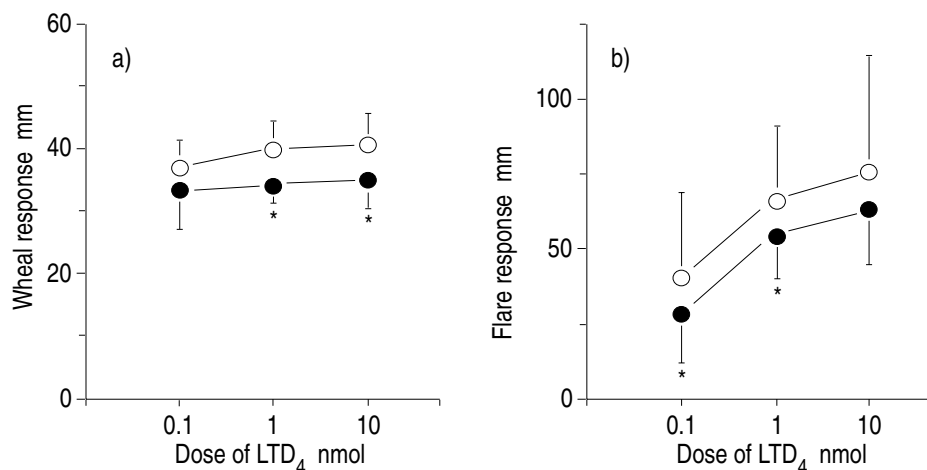 a)
Wheal response mm
60
40
20
0
*
*
0.1 1 10
Dose of LTD4 nmol
b)
Flare response mm
100
50
0
*
*
0.1 1 10
Dose of LTD4 nmol